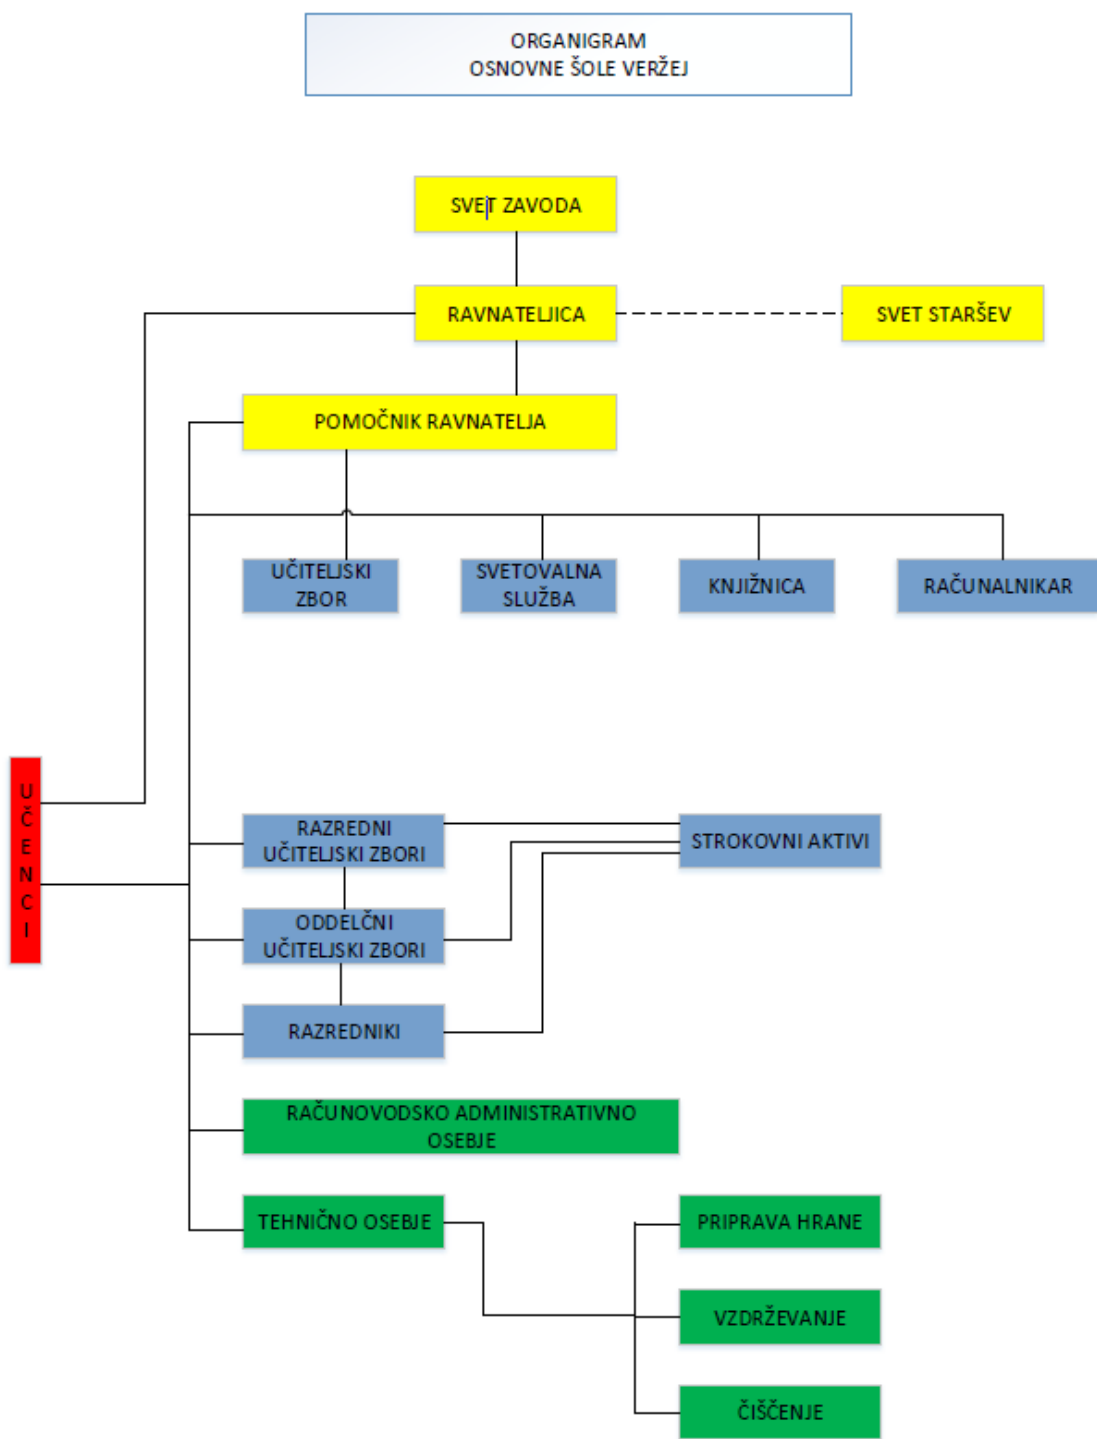 ORGANIGRAM
OSNOVNE ŠOLE VERŽEJ
SVET ZAVODA
RAVNATELJICA
SVET STARŠEV
POMOČNIK RAVNATELJA
UČITELJSKI
ZBOR
SVETOVALNA
SLUŽBA
KNJIŽNICA
RAČUNALNIKAR
UČENCI
RAZREDNI
UČITELJSKI ZBORI
STROKOVNI AKTIVI
ODDELČNI
UČITELJSKI ZBORI
RAZREDNIKI
RAČUNOVODSKO ADMINISTRATIVNO
OSEBJE
TEHNIČNO OSEBJE
PRIPRAVA HRANE
VZDRŽEVANJE
ČIŠČENJE